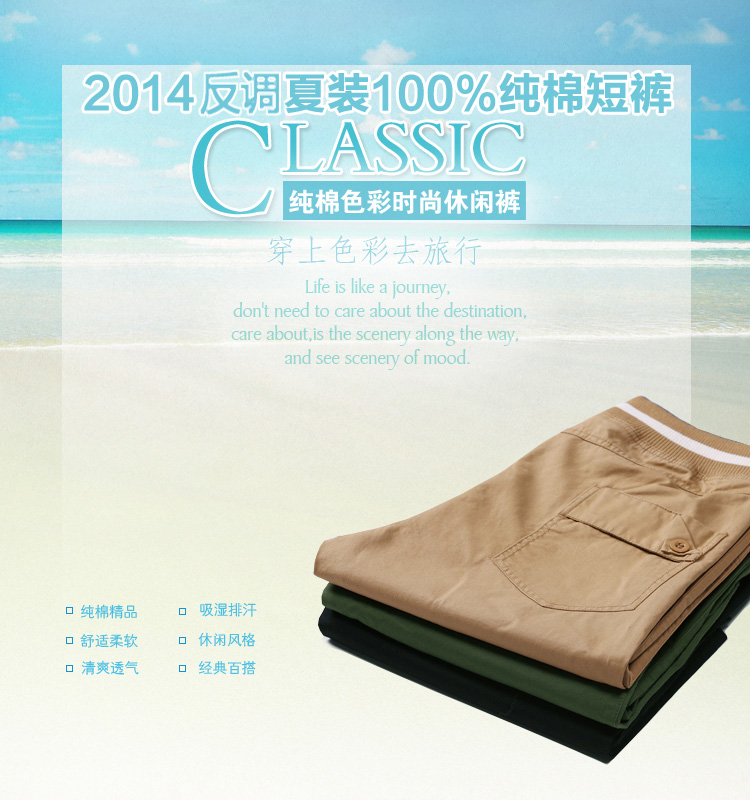 2014反调夏装100%纯棉短裤
CLASSIC
纯棉色彩时尚休闲裤
穿上色彩去旅行
Life is like a journey,
don't need to care about the destination,
care about,is the scenery along the way,
and see scenery of mood.
纯棉精品
吸湿排汗
舒适柔软
休闲风格
清爽透气
经典百搭